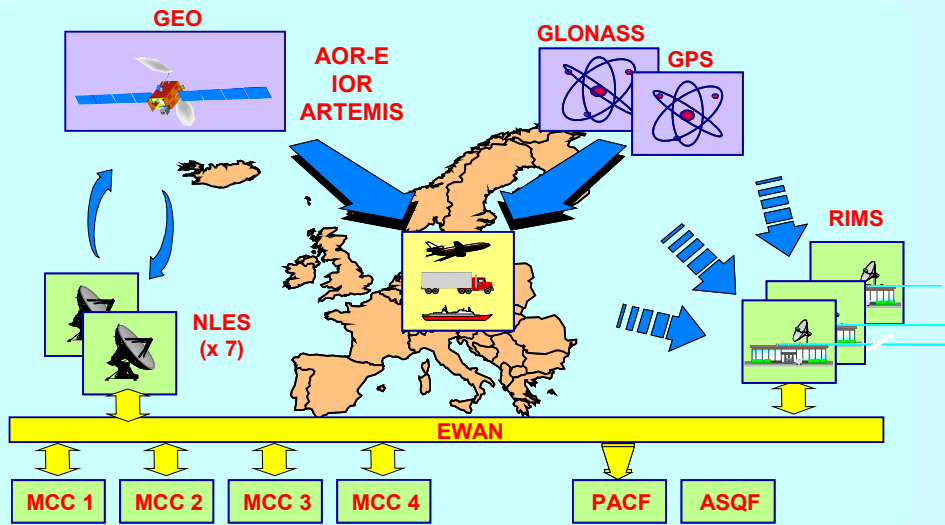 GEO
AOR-E
IOR
ARTEMIS
GLONASS
GPS
RIMS
NLES
(x 7)
EWAN
MCC 1
MCC 2
MCC 3
MCC 4
PACF
ASQF